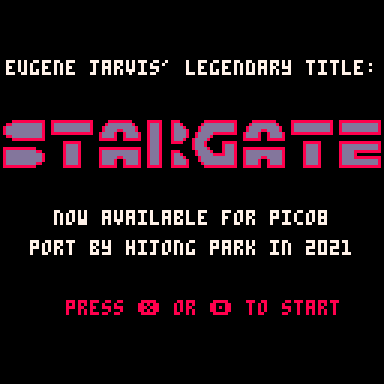 EUGENE JARVIS' LEGENDARY TITLE:
STARGATE
NOW AVAILABLE FOR PICO8
PORT BY HIJONG PARK IN 2021
PRESS ❎ OR 🅾 TO START